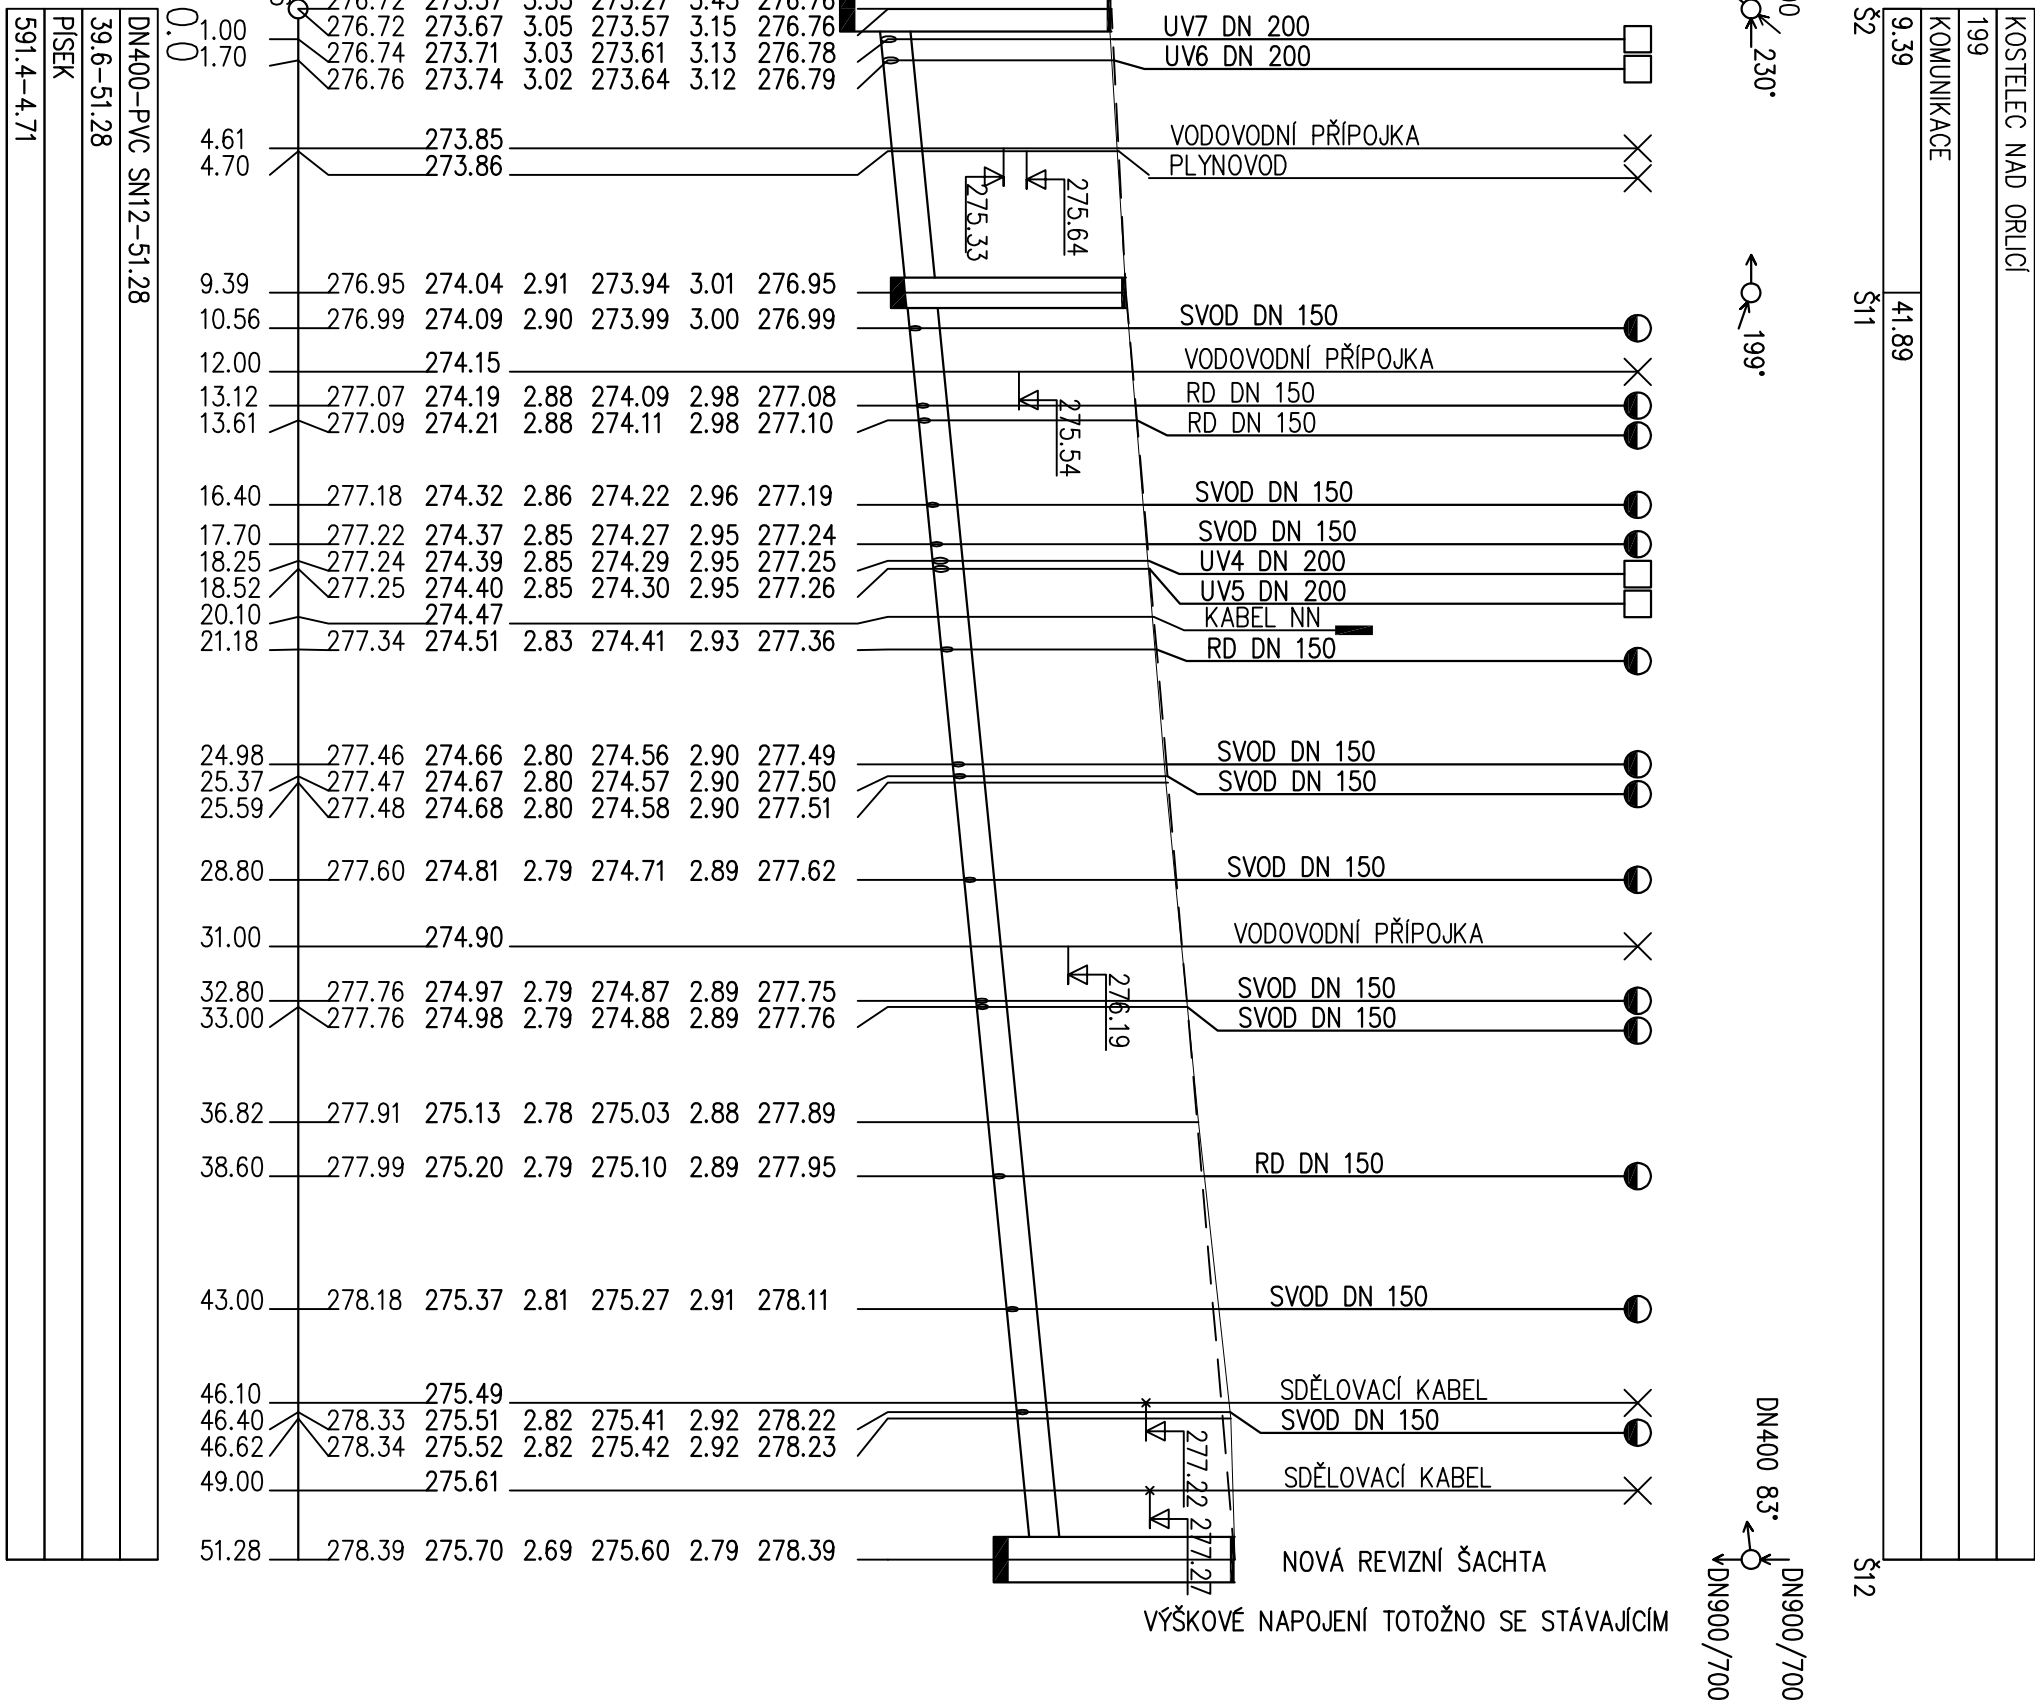 276.72 273.37 3.35 273.27 3.45 276.76
276.72 273.67 3.05 273.57 3.15 276.76
1.00 276.74 273.71 3.03 273.61 3.13 276.78 UV7 DN 200
1.70 276.76 273.74 3.02 273.64 3.12 276.79 UV6 DN 200
0.0
4.61 273.85 VODOVODNÍ PŘÍPOJKA
4.70 273.86 PLYNOVOD
275.33
275.64
9.39 276.95 274.04 2.91 273.94 3.01 276.95
10.56 276.99 274.09 2.90 273.99 3.00 276.99 SVOD DN 150
12.00 274.15 VODOVODNÍ PŘÍPOJKA
13.12 277.07 274.19 2.88 274.09 2.98 277.08 RD DN 150
13.61 277.09 274.21 2.88 274.11 2.98 277.10 RD DN 150
275.54
16.40 277.18 274.32 2.86 274.22 2.96 277.19 SVOD DN 150
17.70 277.22 274.37 2.85 274.27 2.95 277.24 SVOD DN 150
18.25 277.24 274.39 2.85 274.29 2.95 277.25 UV4 DN 200
18.52 277.25 274.40 2.85 274.30 2.95 277.26 UV5 DN 200
20.10 274.47 KABEL NN
21.18 277.34 274.51 2.83 274.41 2.93 277.36 RD DN 150
24.98 277.46 274.66 2.80 274.56 2.90 277.49 SVOD DN 150
25.37 277.47 274.67 2.80 274.57 2.90 277.50 SVOD DN 150
25.59 277.48 274.68 2.80 274.58 2.90 277.51
28.80 277.60 274.81 2.79 274.71 2.89 277.62 SVOD DN 150
31.00 274.90 VODOVODNÍ PŘÍPOJKA
32.80 277.76 274.97 2.79 274.87 2.89 277.75 SVOD DN 150
33.00 277.76 274.98 2.79 274.88 2.89 277.76 SVOD DN 150
276.19
36.82 277.91 275.13 2.78 275.03 2.88 277.89
38.60 277.99 275.20 2.79 275.10 2.89 277.95 RD DN 150
43.00 278.18 275.37 2.81 275.27 2.91 278.11 SVOD DN 150
46.10 275.49 SDĚLOVACÍ KABEL
46.40 278.33 275.51 2.82 275.41 2.92 278.22 SVOD DN 150
46.62 278.34 275.52 2.82 275.42 2.92 278.23
277.22
49.00 275.61 SDĚLOVACÍ KABEL
277.27
51.28 278.39 275.70 2.69 275.60 2.79 278.39 NOVÁ REVIZNÍ ŠACHTA
VÝŠKOVÉ NAPOJENÍ TOTOŽNO SE STÁVAJÍCÍM
KOSTELEC NAD ORLICÍ
199
KOMUNIKACE
9.39 41.89
Š2 Š11 Š12
230°
199°
DN400 83°
DN900/700
DN900/700
DN400-PVC SN12-51.28
39.6-51.28
PÍSEK
591.4-4.71